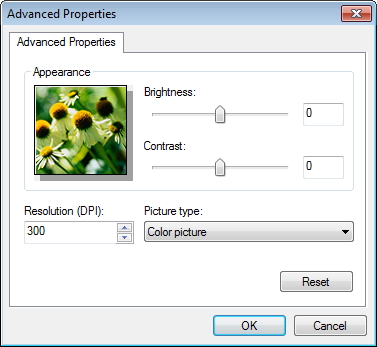 Advanced Properties
Advanced Properties
Appearance
Brightness:
0
Contrast:
0
Resolution (DPI):
300
Picture type:
Color picture
Reset
OK
Cancel